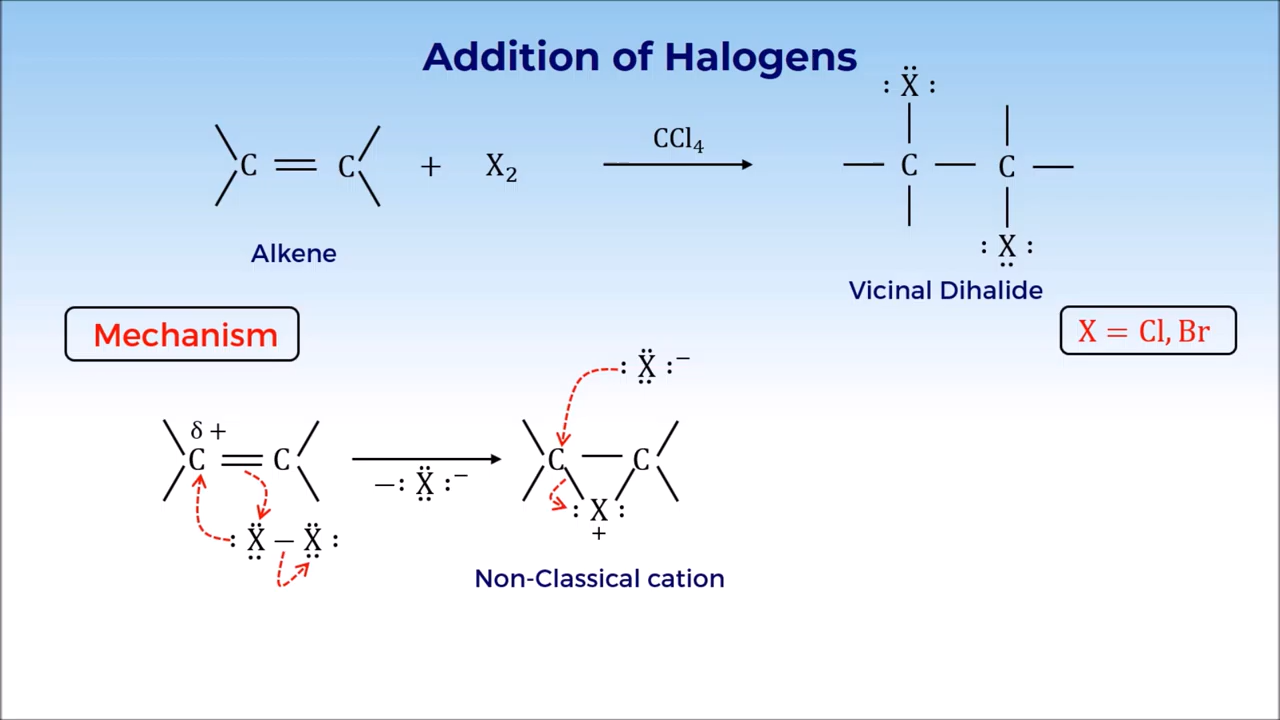 Addition of Halogens
C = C + X₂ CCl₄ → — C — C —
:Ẍ:
:X̤:
Alkene
Vicinal Dihalide
Mechanism
X = Cl, Br
:Ẍ̤:⁻
δ +
C = C → C — C
− :Ẍ̤:⁻
:X:
+
:Ẍ̤ − Ẍ̤:
Non-Classical cation